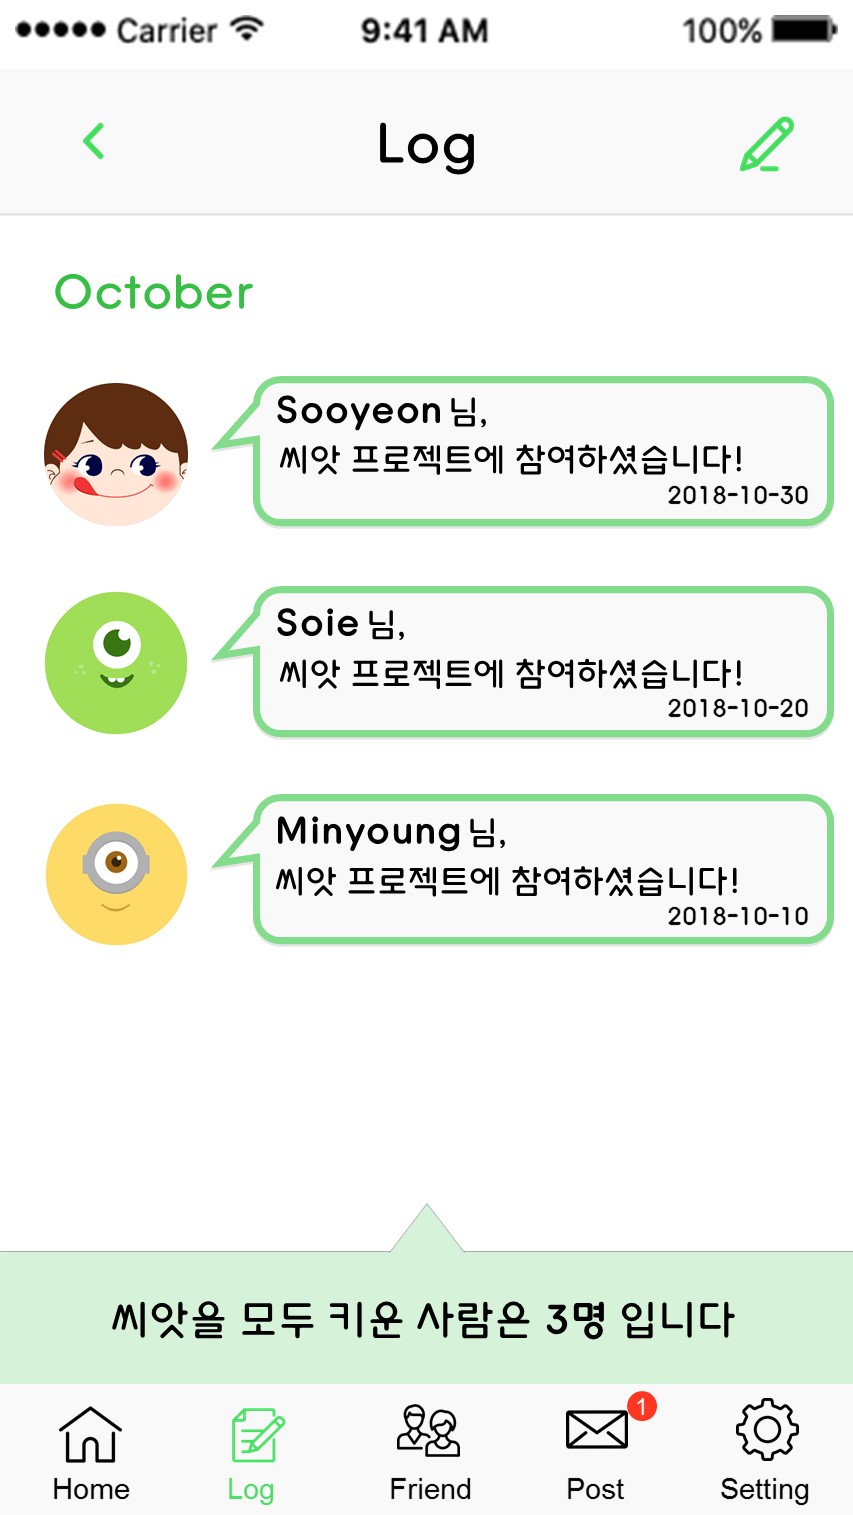 Carrier 9:41 AM 100%
Log
October
Sooyeon 님,
씨앗 프로젝트에 참여하셨습니다!
2018-10-30
Soie 님,
씨앗 프로젝트에 참여하셨습니다!
2018-10-20
Minyoung 님,
씨앗 프로젝트에 참여하셨습니다!
2018-10-10
씨앗을 모두 키운 사람은 3명 입니다
1
Home Log Friend Post Setting